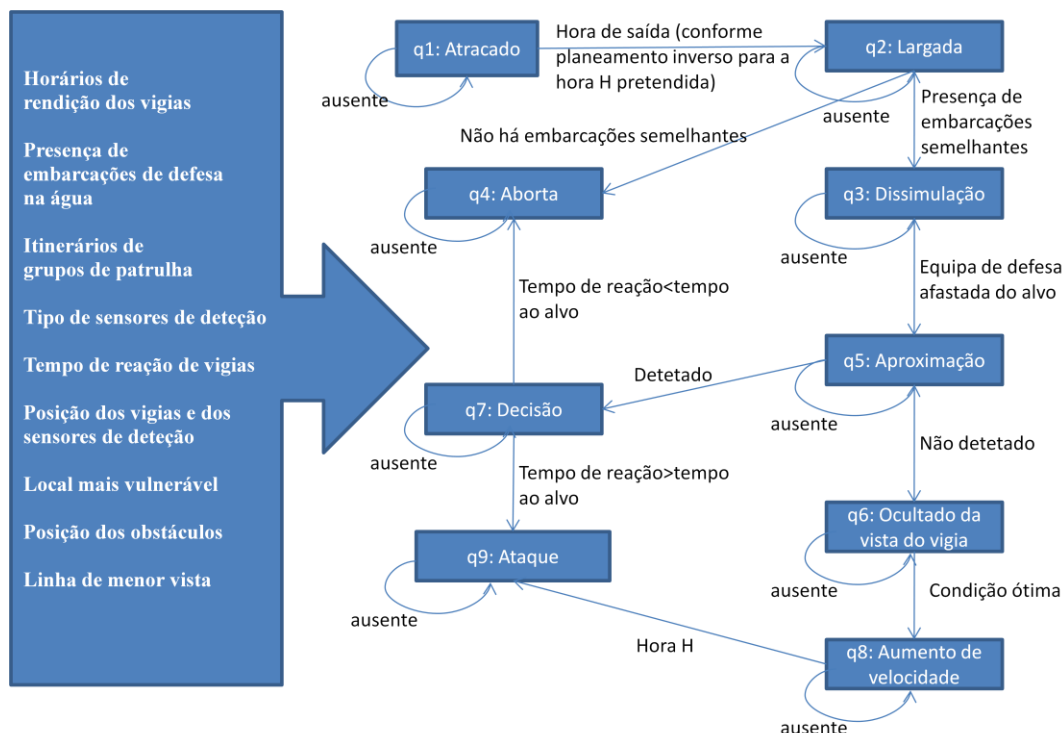 Horários de
rendição dos vigias
Presença de
embarcações de defesa
na água
Itinerários de
grupos de patrulha
Tipo de sensores de deteção
Tempo de reação de vigias
Posição dos vigias e dos
sensores de deteção
Local mais vulnerável
Posição dos obstáculos
Linha de menor vista
q1: Atracado
ausente
Hora de saída (conforme
planeamento inverso para a
hora H pretendida)
q2: Largada
ausente
Não há embarcações semelhantes
Presença de
embarcações
semelhantes
q4: Aborta
ausente
q3: Dissimulação
ausente
Tempo de reação<tempo
ao alvo
Equipa de defesa
afastada do alvo
q7: Decisão
ausente
Detetado
q5: Aproximação
ausente
Tempo de reação>tempo
ao alvo
Não detetado
q9: Ataque
ausente
q6: Ocultado da
vista do vigia
ausente
Condição ótima
Hora H
q8: Aumento de
velocidade
ausente